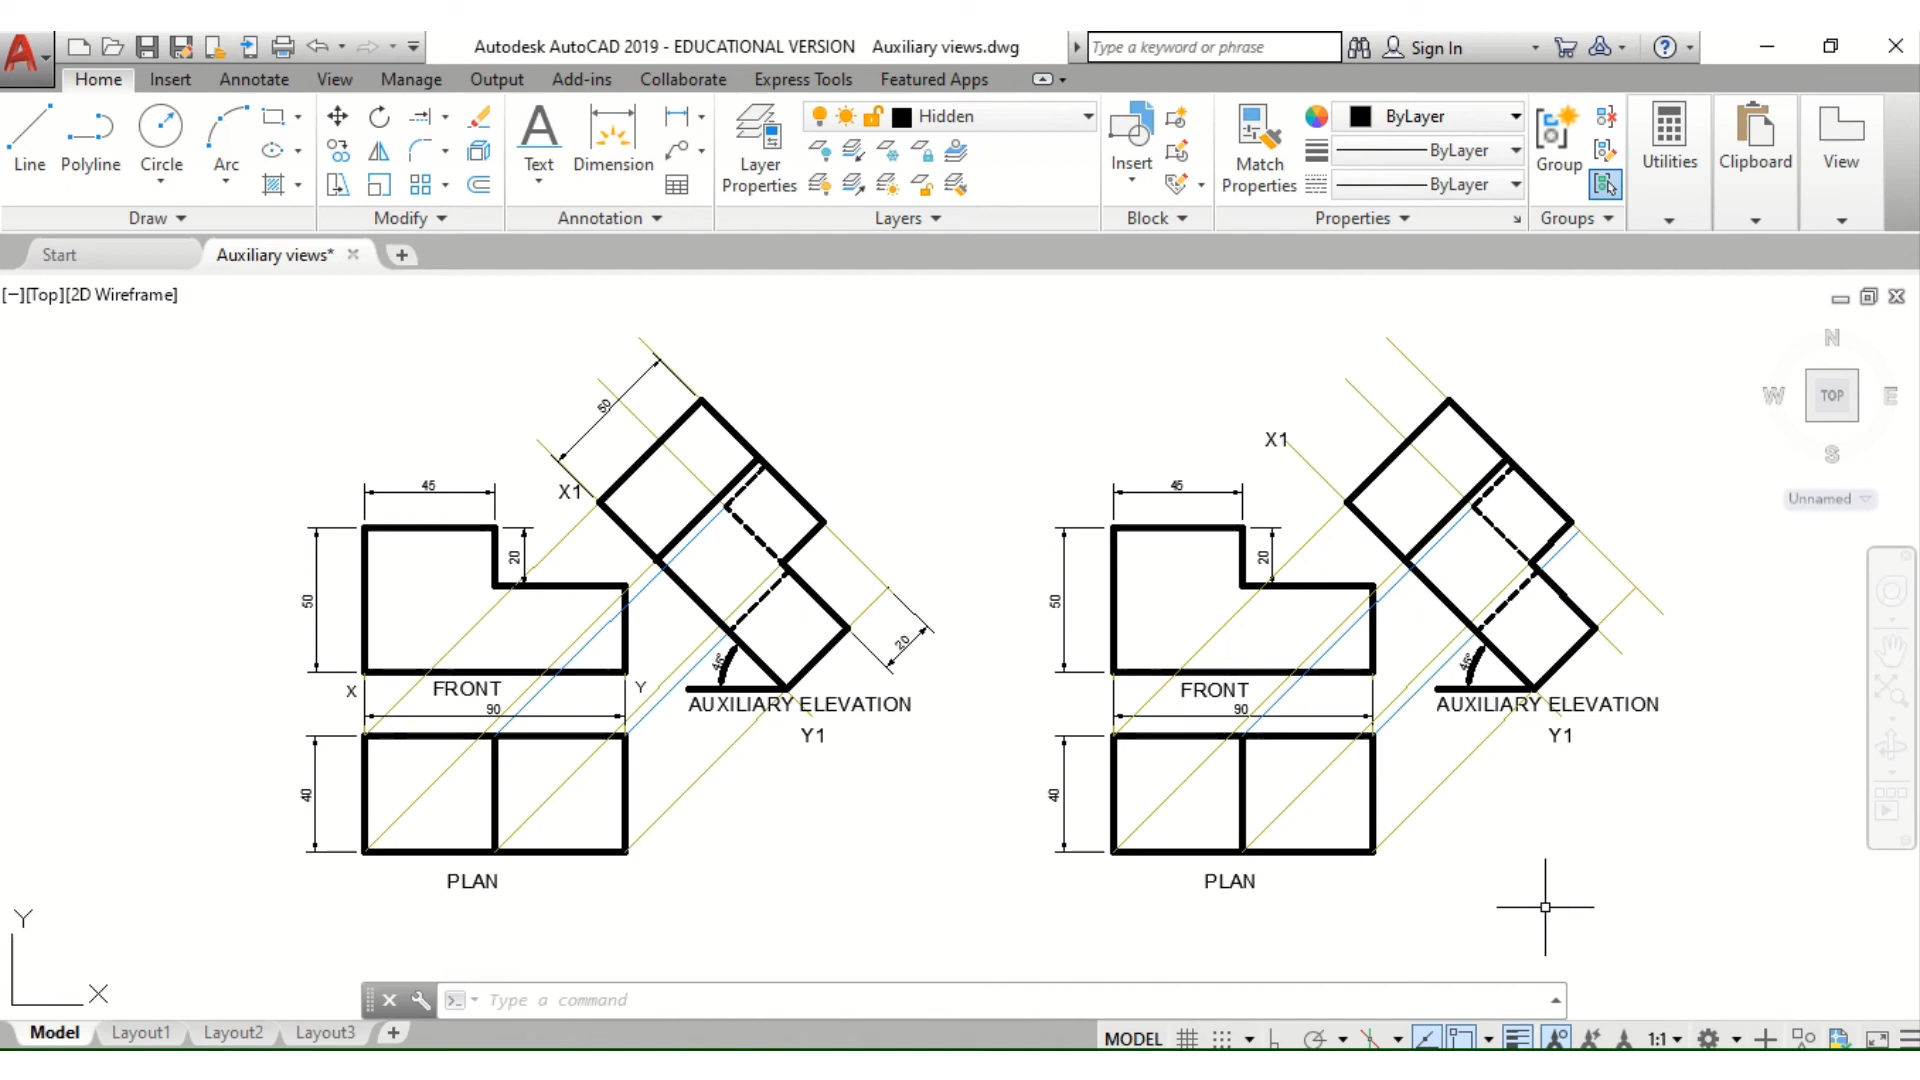 Autodesk AutoCAD 2019 - EDUCATIONAL VERSION Auxiliary views.dwg
Type a keyword or phrase
Sign In
Home Insert Annotate View Manage Output Add-ins Collaborate Express Tools Featured Apps
Line Polyline Circle Arc
Draw
Modify
Text Dimension
Annotation
Layer Properties
Hidden
Layers
Insert
Block
Match Properties
ByLayer
ByLayer
ByLayer
Properties
Group
Groups
Utilities
Clipboard
View
Start Auxiliary views*
[−][Top][2D Wireframe]
N
W TOP E
S
Unnamed
50
X1
X1
45
45
20
20
50
50
20
45°
45°
X FRONT Y
FRONT
AUXILIARY ELEVATION
AUXILIARY ELEVATION
90
90
Y1
Y1
40
40
PLAN
PLAN
Y
X
Type a command
Model Layout1 Layout2 Layout3
MODEL
1:1